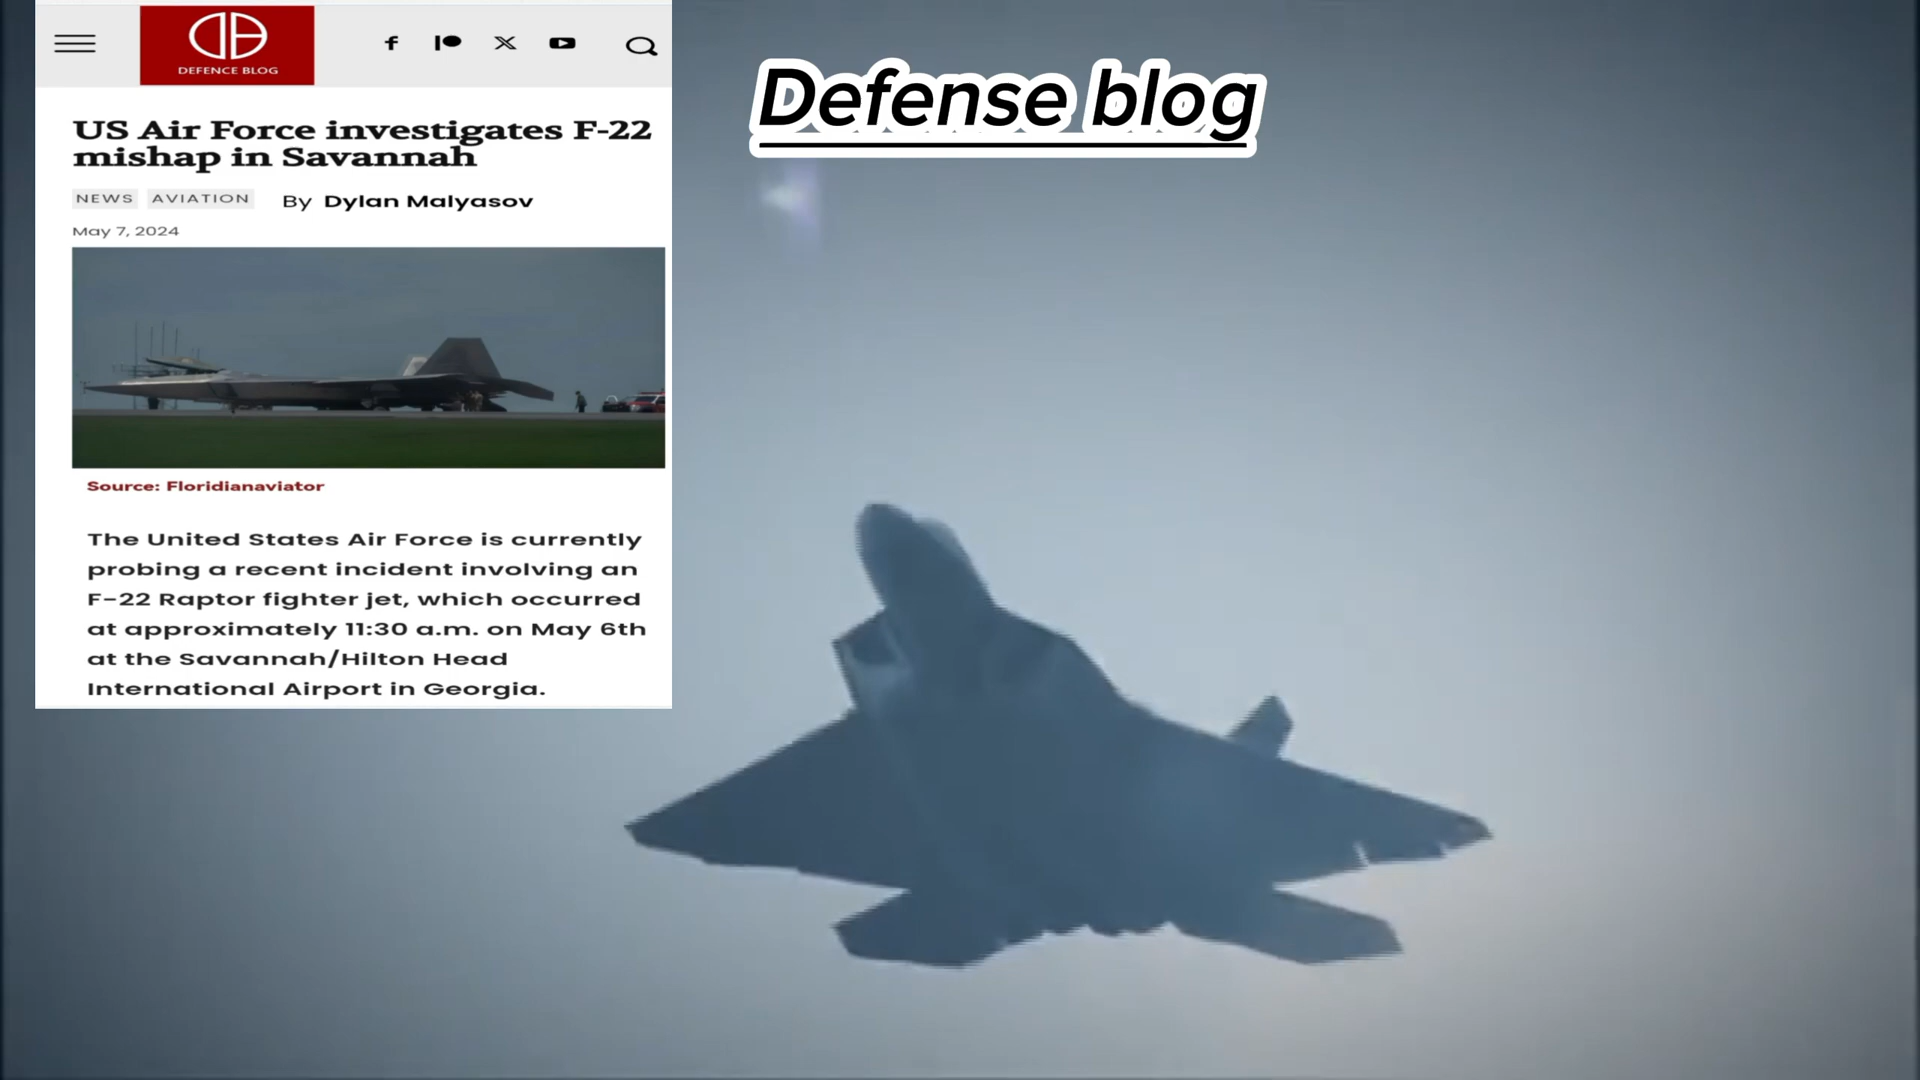 DEFENCE BLOG
US Air Force investigates F-22
mishap in Savannah
NEWS AVIATION By Dylan Malyasov
May 7, 2024
Source: Floridianaviator
The United States Air Force is currently
probing a recent incident involving an
F-22 Raptor fighter jet, which occurred
at approximately 11:30 a.m. on May 6th
at the Savannah/Hilton Head
International Airport in Georgia.
Defense blog